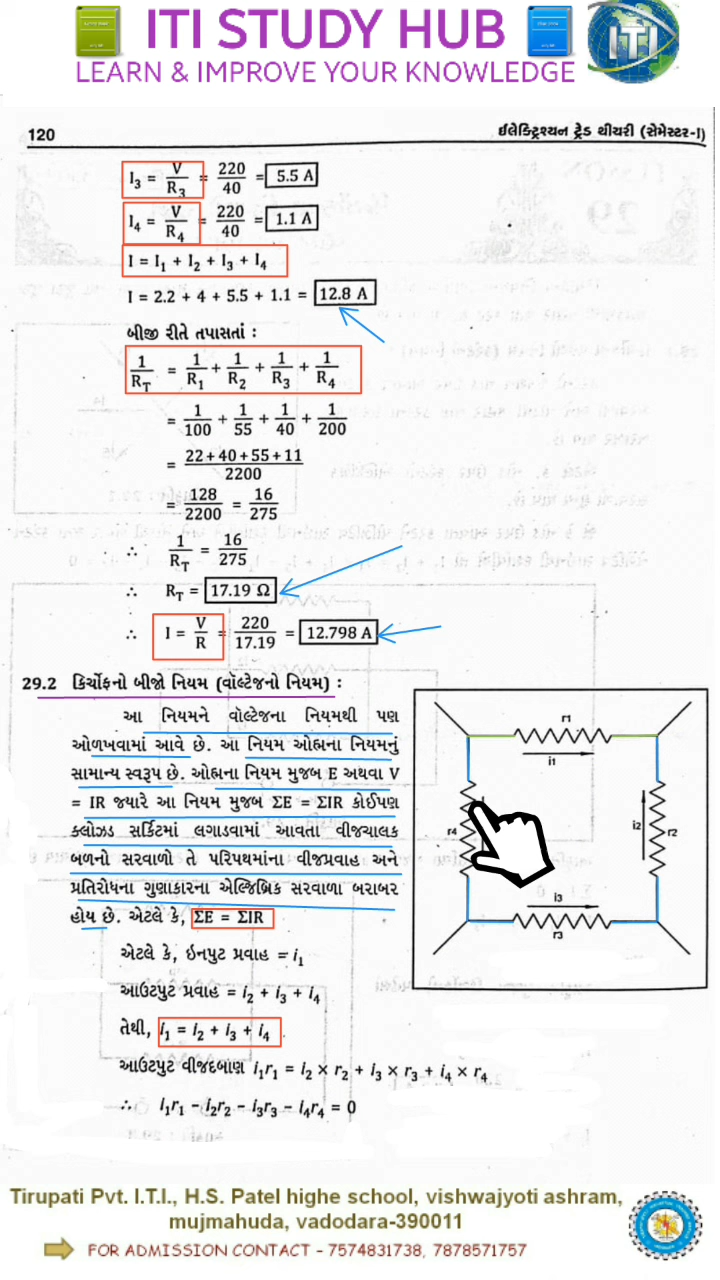 ITI STUDY HUB
LEARN & IMPROVE YOUR KNOWLEDGE
ITI
120 ઈલેક્ટ્રિશ્યન ટ્રેડ થીયરી (સેમેસ્ટર-I)
I₃ = V/R₃ = 220/40 = 5.5 A
I₄ = V/R₄ = 220/40 = 1.1 A
I = I₁ + I₂ + I₃ + I₄
I = 2.2 + 4 + 5.5 + 1.1 = 12.8 A
બીજી રીતે તપાસતાં :
1/R_T = 1/R₁ + 1/R₂ + 1/R₃ + 1/R₄
= 1/100 + 1/55 + 1/40 + 1/200
= 22 + 40 + 55 + 11/2200
= 128/2200 = 16/275
∴ 1/R_T = 16/275
∴ R_T = 17.19 Ω
∴ I = V/R = 220/17.19 = 12.798 A
29.2 કિર્ચોફનો બીજો નિયમ (વૉલ્ટેજનો નિયમ) :
આ નિયમને વૉલ્ટેજના નિયમથી પણ
ઓળખવામાં આવે છે. આ નિયમ ઓહ્મના નિયમનું
સામાન્ય સ્વરૂપ છે. ઓહ્મના નિયમ મુજબ E અથવા V
= IR જ્યારે આ નિયમ મુજબ ΣE = ΣIR કોઈપણ
ક્લોઝડ સર્કિટમાં લગાડવામાં આવતા વીજચાલક
બળનો સરવાળો તે પરિપથમાંના વીજપ્રવાહ અને
પ્રતિરોધના ગુણાકારના એલ્જિબ્રિક સરવાળા બરાબર
હોય છે. એટલે કે, ΣE = ΣIR
r1
i1
r4
i2
r2
i3
r3
એટલે કે, ઇનપુટ પ્રવાહ = i₁
આઉટપુટ પ્રવાહ = i₂ + i₃ + i₄
તેથી, i₁ = i₂ + i₃ + i₄
આઉટપુટ વીજદબાણ i₁r₁ = i₂ × r₂ + i₃ × r₃ + i₄ × r₄
∴ i₁r₁ – i₂r₂ – i₃r₃ – i₄r₄ = 0
Tirupati Pvt. I.T.I., H.S. Patel highe school, vishwajyoti ashram,
mujmahuda, vadodara-390011
FOR ADMISSION CONTACT - 7574831738, 7878571757